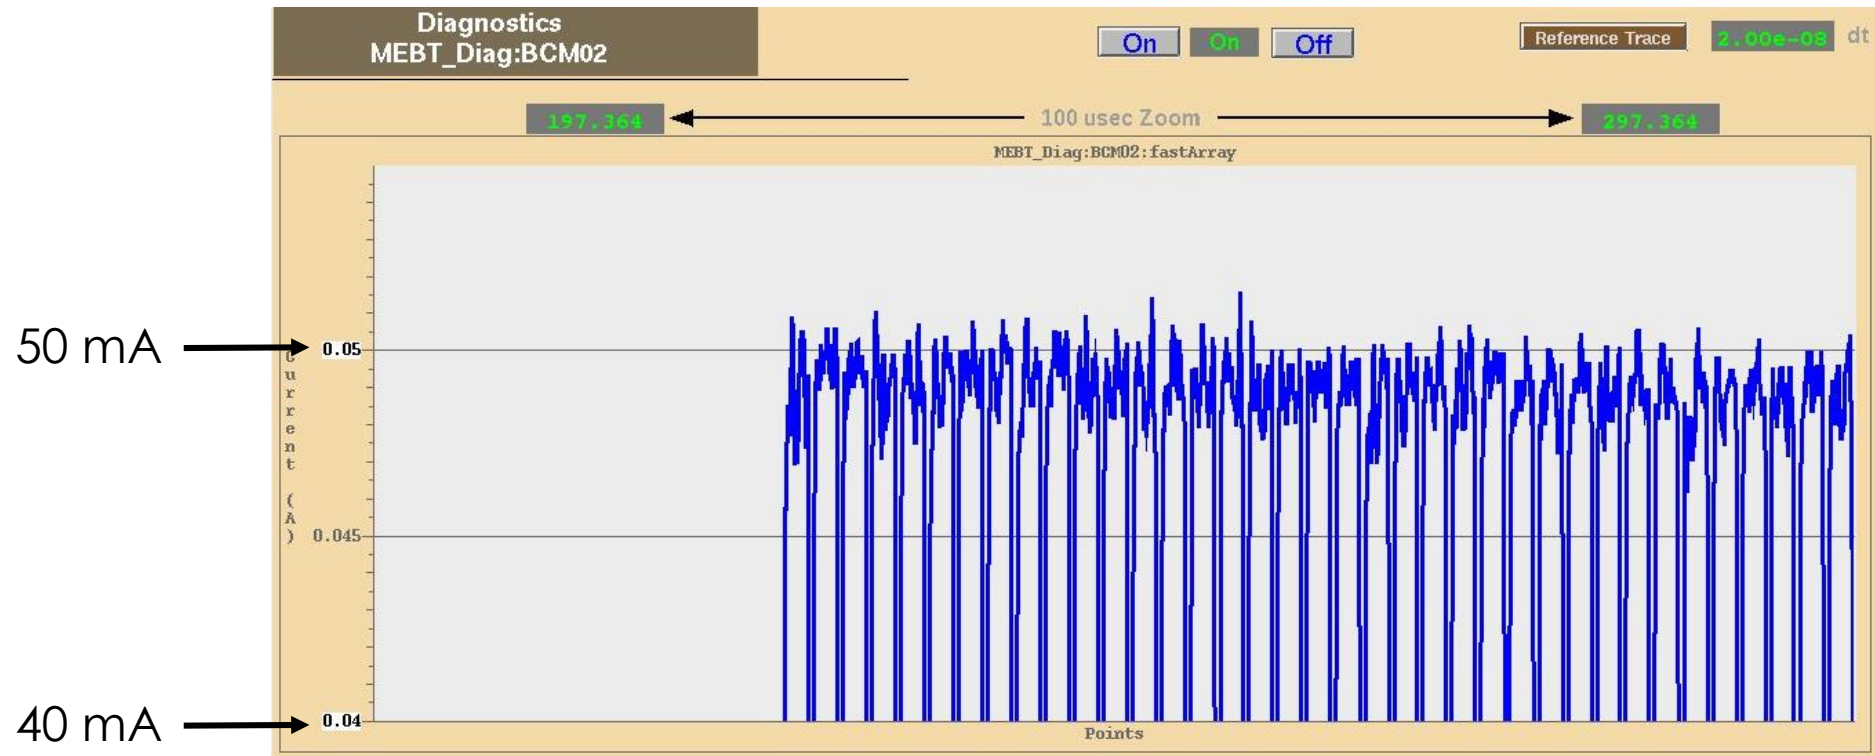 Diagnostics
MEBT_Diag:BCM02
On
On
Off
Reference Trace
2.00e-08
dt
197.364
100 usec Zoom
297.364
MEBT_Diag:BCM02:fastArray
50 mA
0.05
Current (A)
0.045
40 mA
0.04
Points